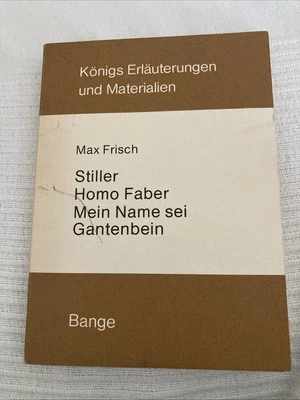 Königs Erläuterungen
und Materialien
Max Frisch
Stiller
Homo Faber
Mein Name sei
Gantenbein
Bange